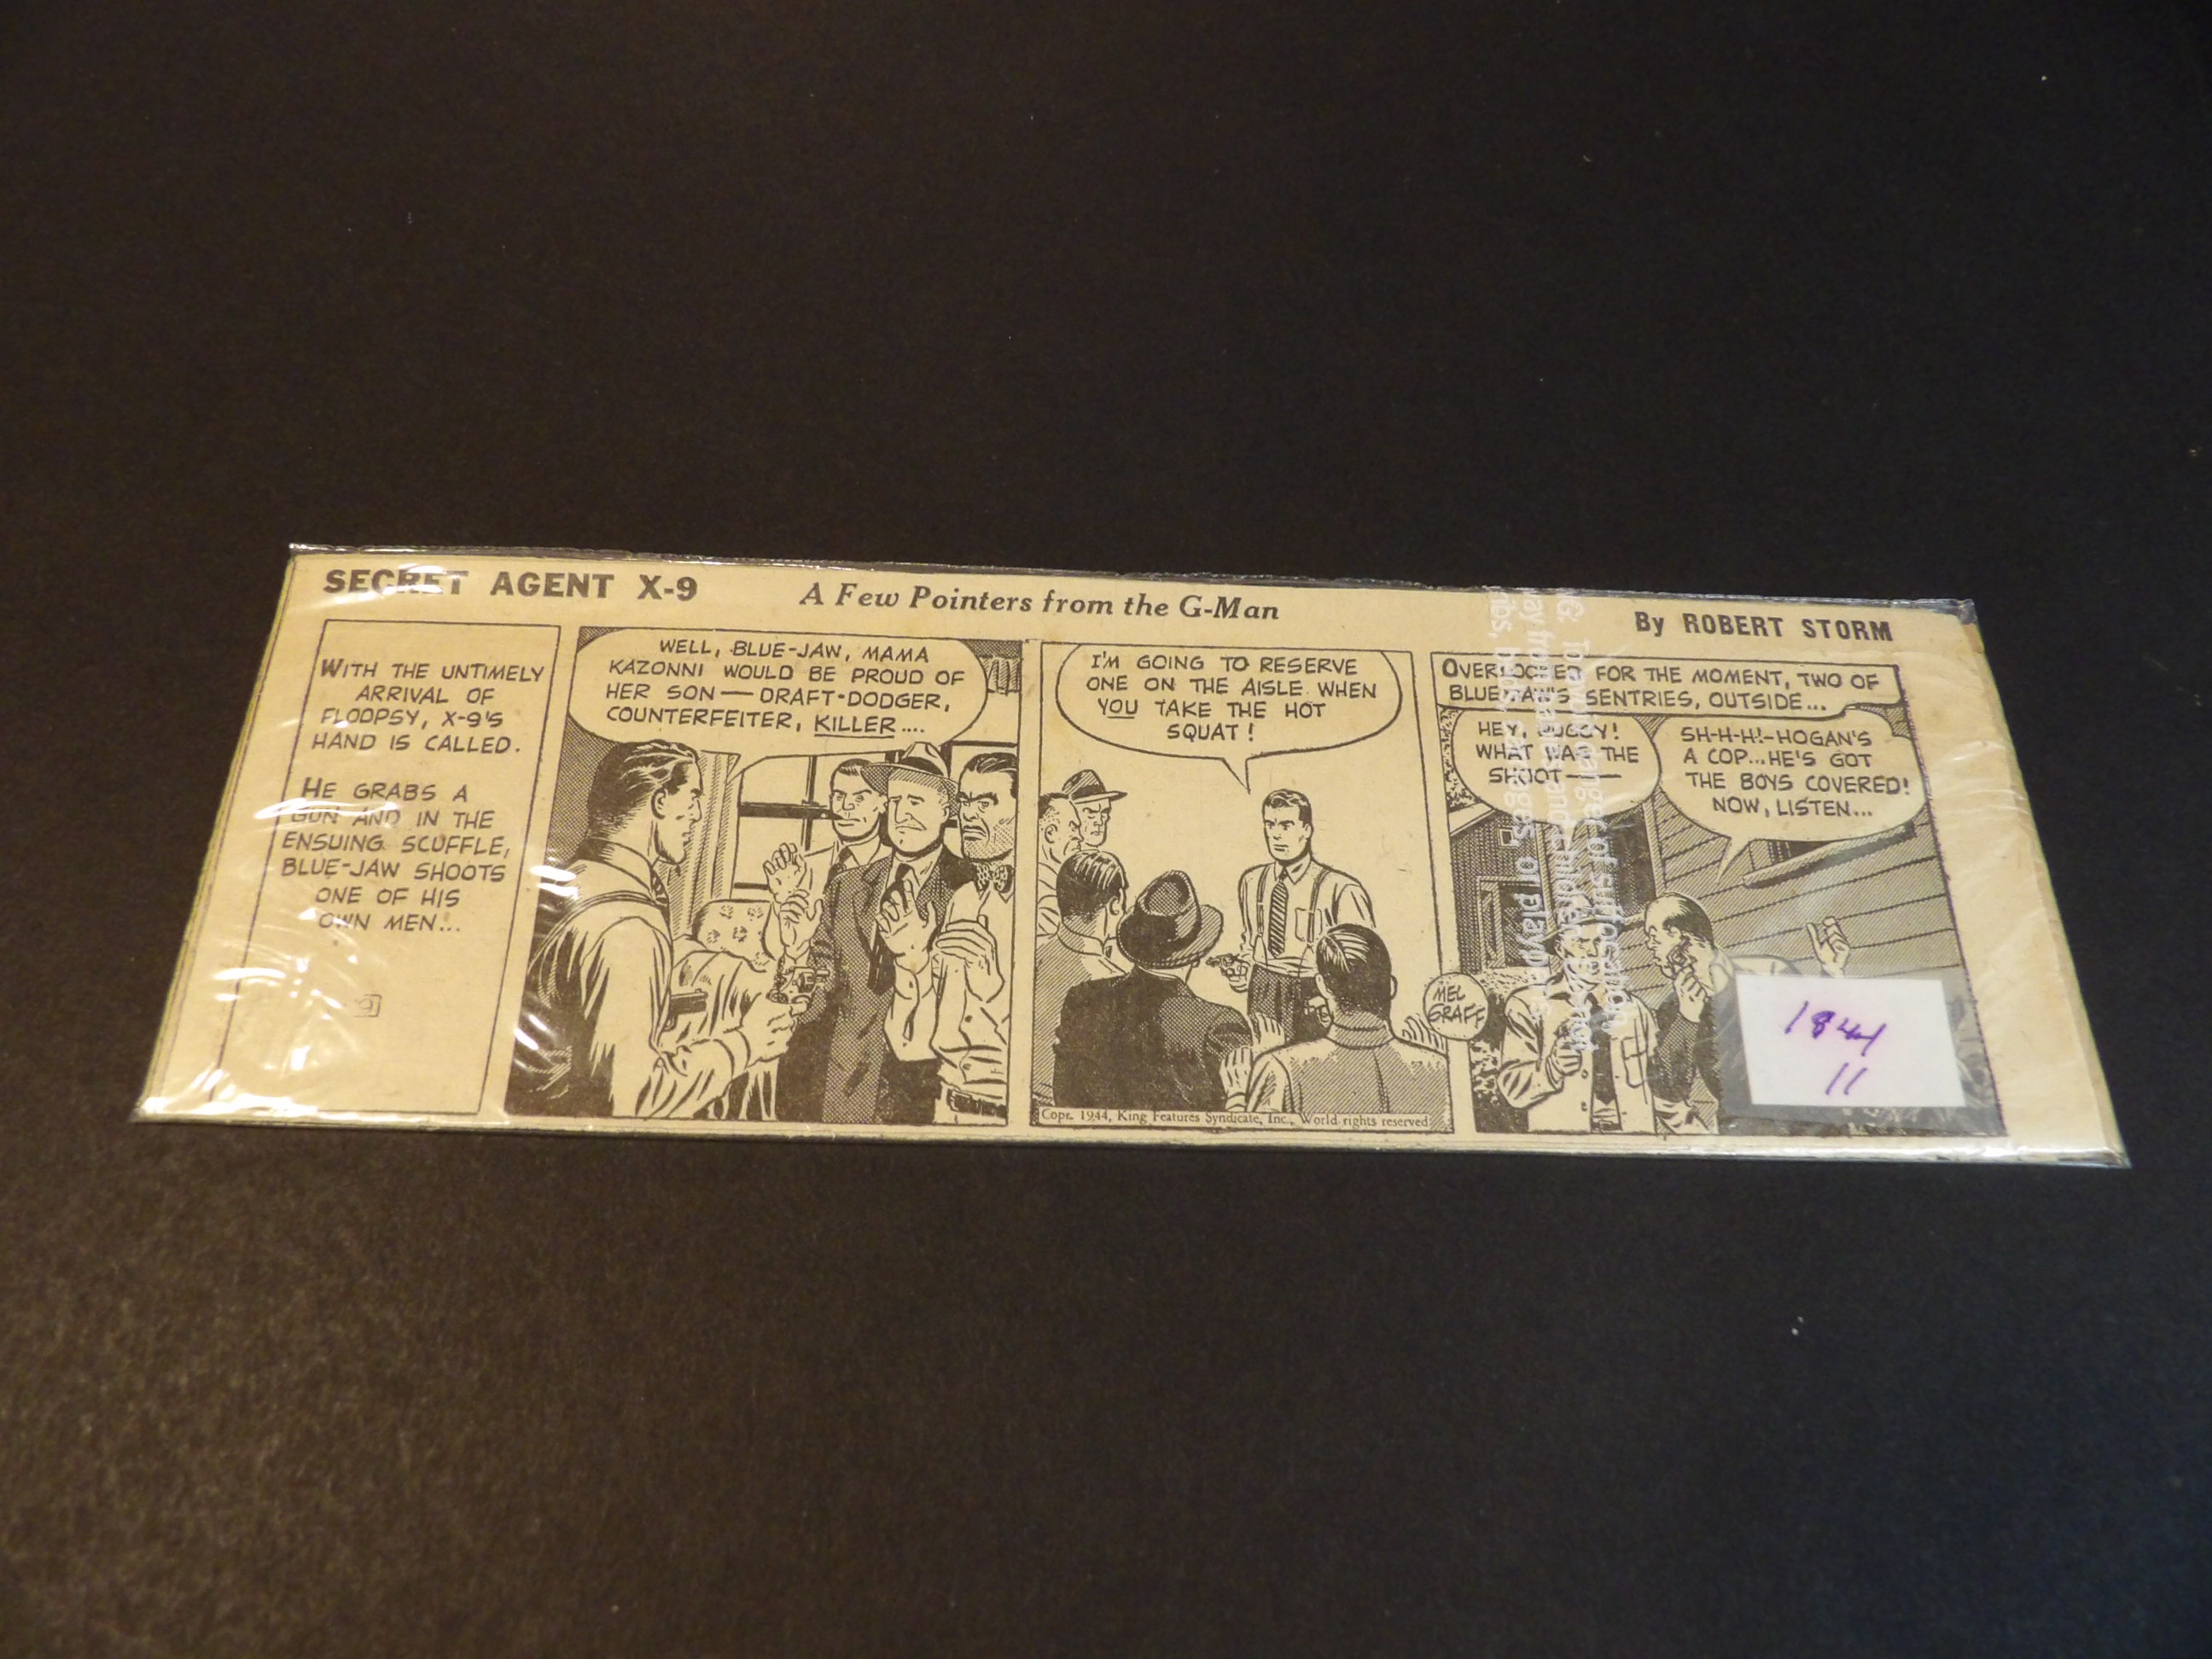 SECRET AGENT X-9
A Few Pointers from the G-Man
By ROBERT STORM
WITH THE UNTIMELY
ARRIVAL OF
FLOOPSY, X-9'S
HAND IS CALLED.
HE GRABS A
GUN AND IN THE
ENSUING SCUFFLE,
BLUE-JAW SHOOTS
ONE OF HIS
OWN MEN...
WELL, BLUE-JAW, MAMA
KAZONNI WOULD BE PROUD OF
HER SON — DRAFT-DODGER,
COUNTERFEITER, KILLER....
I'M GOING TO RESERVE
ONE ON THE AISLE WHEN
YOU TAKE THE HOT
SQUAT!
Copr. 1944, King Features Syndicate, Inc., World rights reserved
OVERLOOKED FOR THE MOMENT, TWO OF
BLUE-JAW'S SENTRIES, OUTSIDE...
HEY,
WHAT WAS THE
SHOOT——
SH-H-H!-HOGAN'S
A COP...HE'S GOT
THE BOYS COVERED!
NOW, LISTEN...
MEL
GRAFF
1841
11